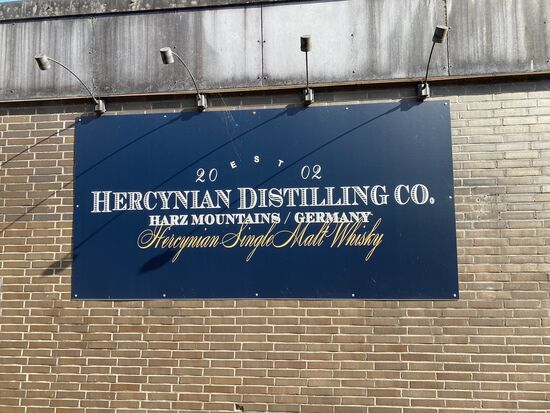 EST
20 02
HERCYNIAN DISTILLING CO.
HARZ MOUNTAINS / GERMANY
Hercynian Single Malt Whisky